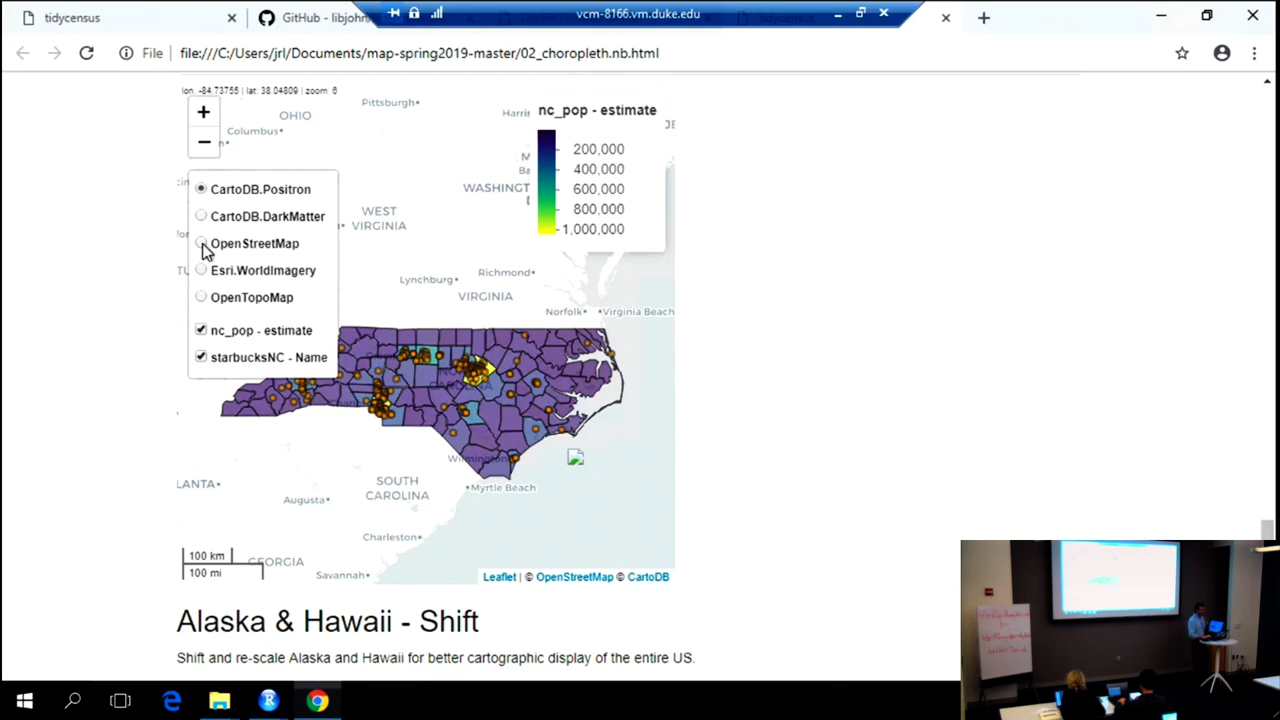 tidycensus
GitHub - libjohn
vcm-8166.vm.duke.edu
tidycensus
File
file:///C:/Users/jrl/Documents/map-spring2019-master/02_choropleth.nb.html
lon: -84.73755 | lat: 38.04809 | zoom: 6
+
−
Pittsburgh
OHIO
Columbus
Harris
nc_pop - estimate
200,000
400,000
600,000
800,000
1,000,000
WASHINGT
WEST
VIRGINIA
CartoDB.Positron
CartoDB.DarkMatter
OpenStreetMap
Esri.WorldImagery
OpenTopoMap
nc_pop - estimate
starbucksNC - Name
Lynchburg
Richmond
VIRGINIA
Norfolk
Virginia Beach
CAROLINA
Wilmington
SOUTH
CAROLINA
Myrtle Beach
LANTA
Augusta
Charleston
GEORGIA
Savannah
100 km
100 mi
Leaflet | © OpenStreetMap © CartoDB
Alaska & Hawaii - Shift
Shift and re-scale Alaska and Hawaii for better cartographic display of the entire US.